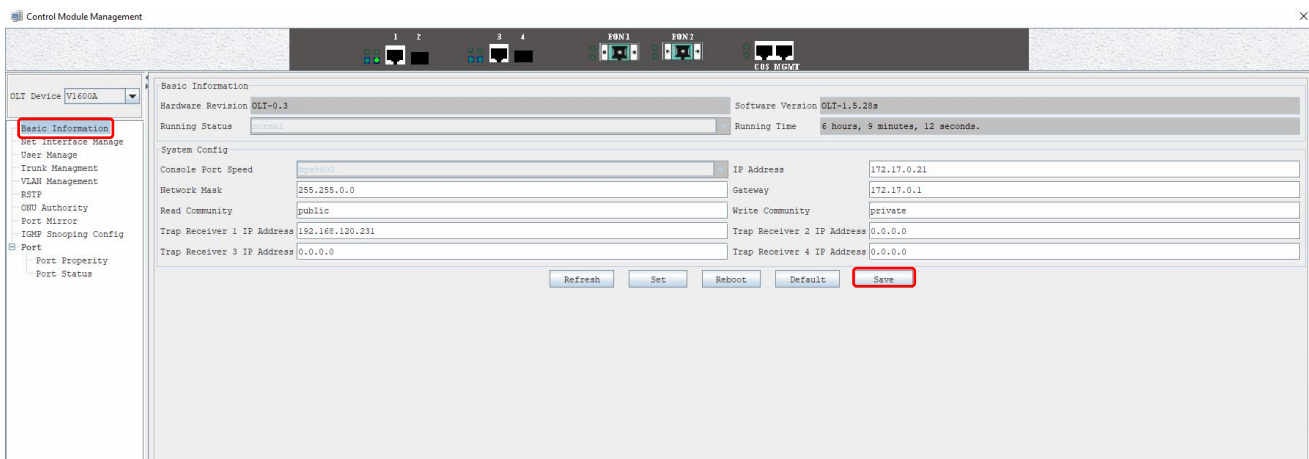 Control Module Management
1 2 3 4 PON1 PON2
COS MGMT
OLT Device V1600A
Basic Information
Net Interface Manage
User Manage
Trunk Managment
VLAN Management
RSTP
ONU Authority
Port Mirror
IGMP Snooping Config
Port
Port Properity
Port Status
Basic Information
Hardware Revision OLT-0.3 Software Version OLT-1.5.28s
Running Status normal Running Time 6 hours, 9 minutes, 12 seconds.
System Config
Console Port Speed bps9600 IP Address 172.17.0.21
Network Mask 255.255.0.0 Gateway 172.17.0.1
Read Community public Write Community private
Trap Receiver 1 IP Address 192.168.120.231 Trap Receiver 2 IP Address 0.0.0.0
Trap Receiver 3 IP Address 0.0.0.0 Trap Receiver 4 IP Address 0.0.0.0
Refresh Set Reboot Default Save